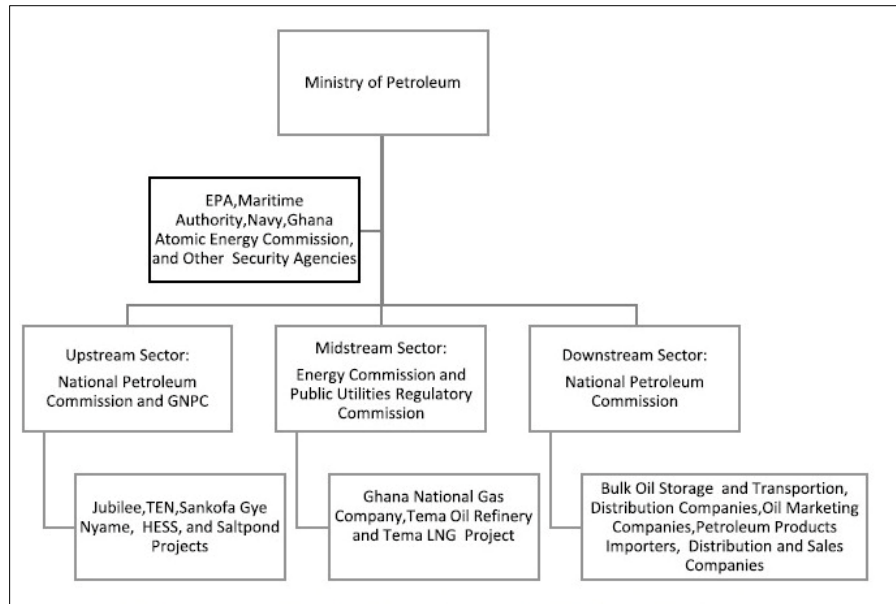 Ministry of Petroleum
EPA,Maritime
Authority,Navy,Ghana
Atomic Energy Commission,
and Other Security Agencies
Upstream Sector:
National Petroleum
Commission and GNPC
Midstream Sector:
Energy Commission and
Public Utilities Regulatory
Commission
Downstream Sector:
National Petroleum
Commission
Jubilee,TEN,Sankofa Gye
Nyame, HESS, and Saltpond
Projects
Ghana National Gas
Company,Tema Oil Refinery
and Tema LNG Project
Bulk Oil Storage and Transportion,
Distribution Companies,Oil Marketing
Companies,Petroleum Products
Importers, Distribution and Sales
Companies